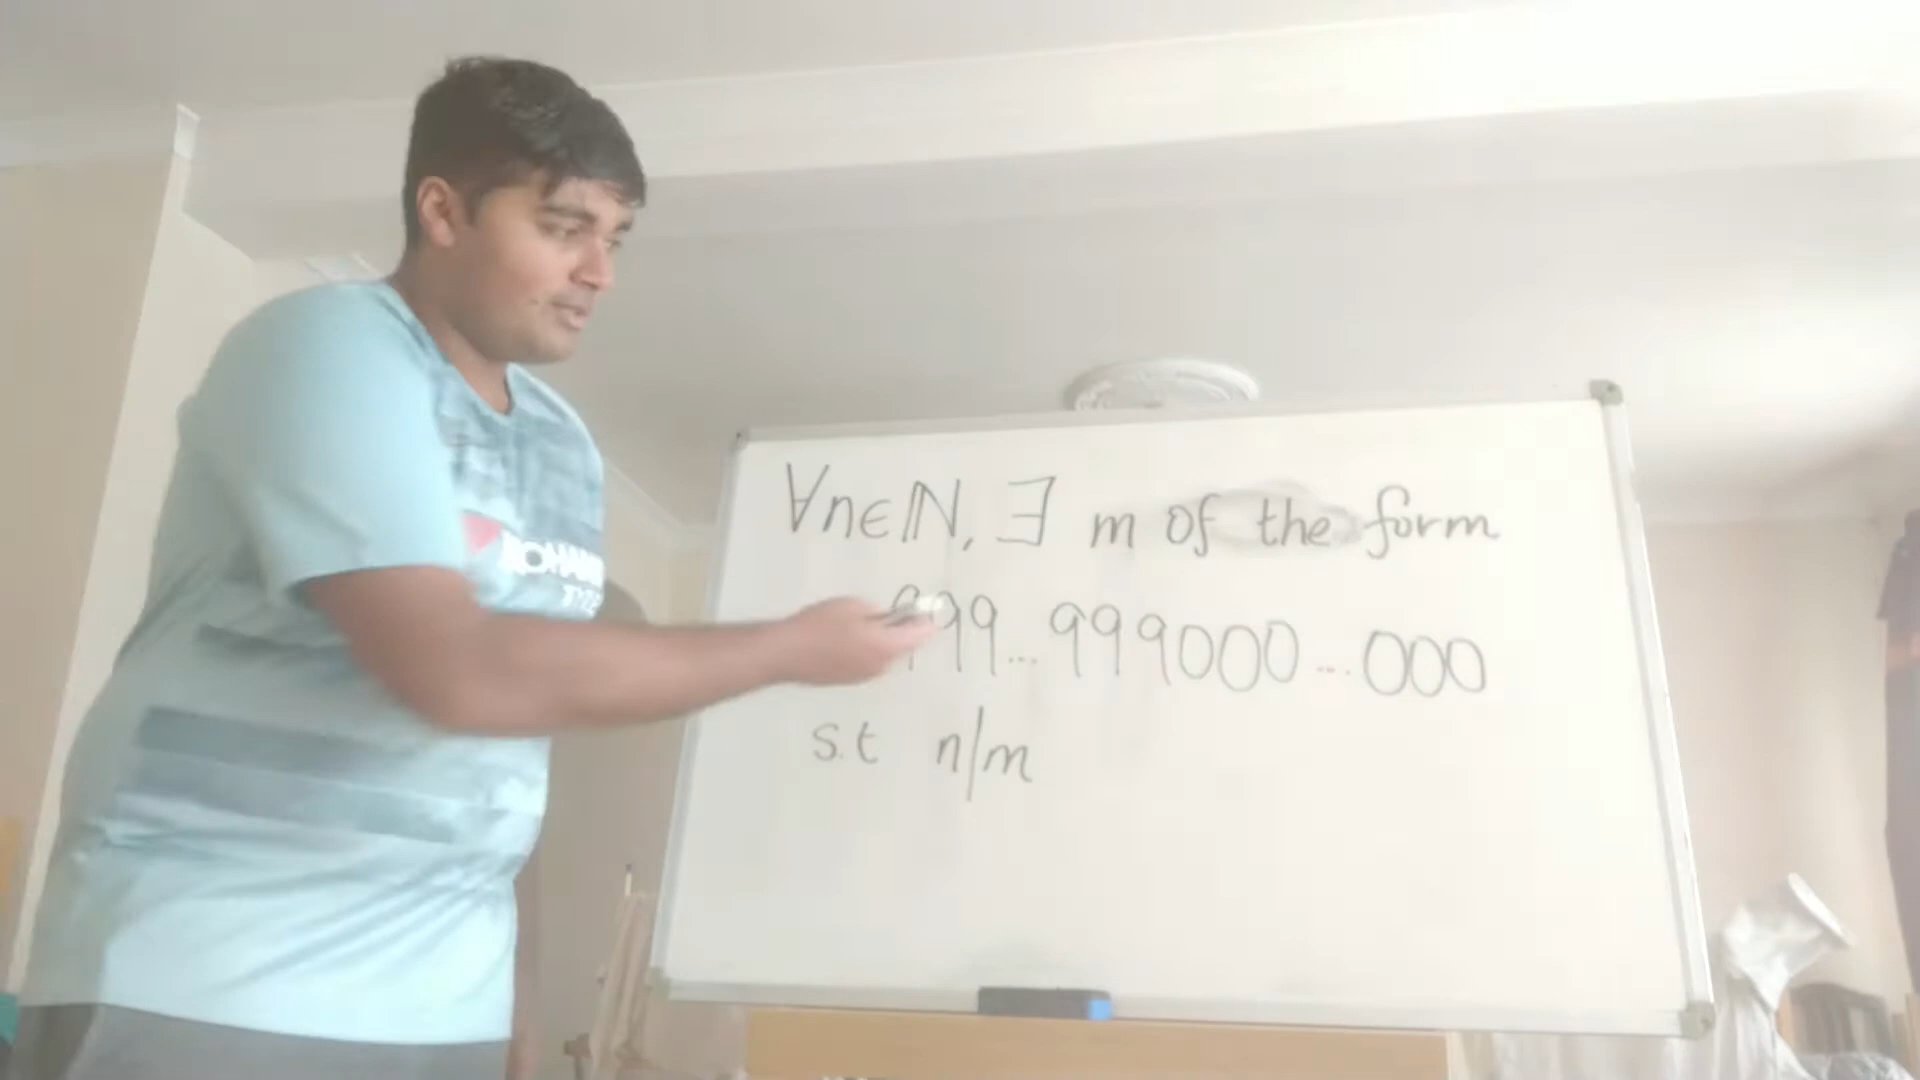 ∀n∈ℕ, ∃ m of the form
999...999000...000
s.t n/m